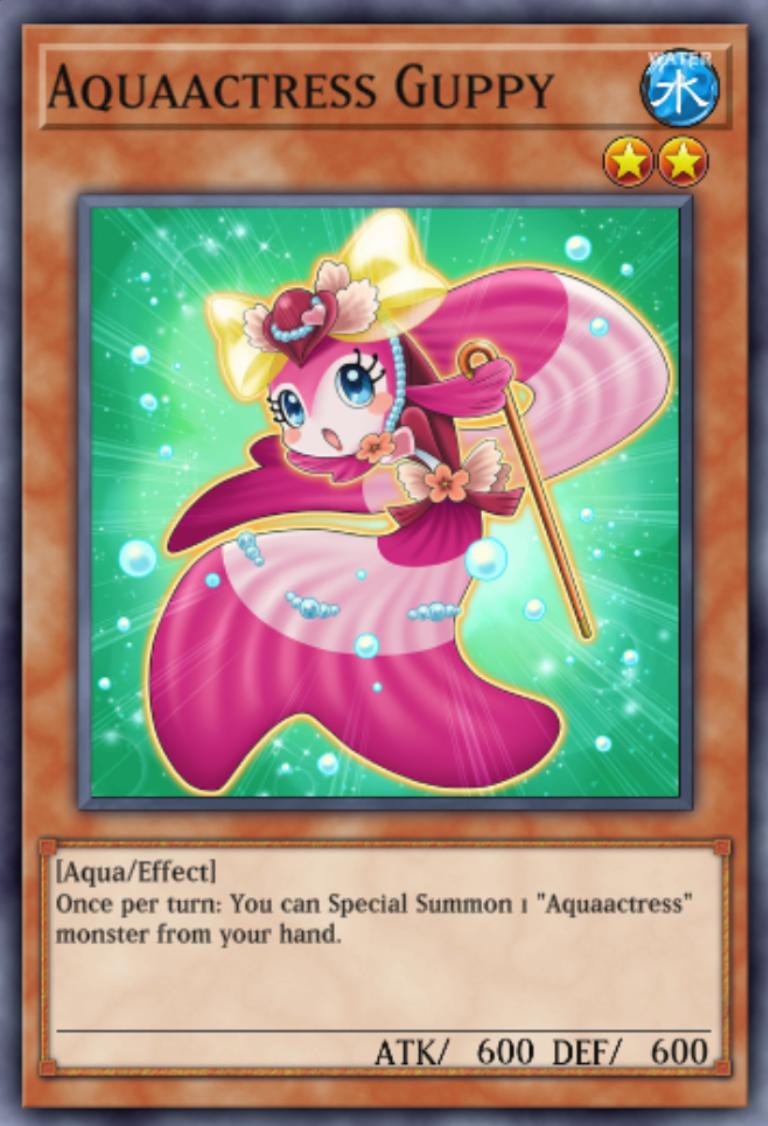 Aquaactress Guppy
WATER
水
[Aqua/Effect]
Once per turn: You can Special Summon 1 "Aquaactress"
monster from your hand.
ATK/ 600 DEF/ 600